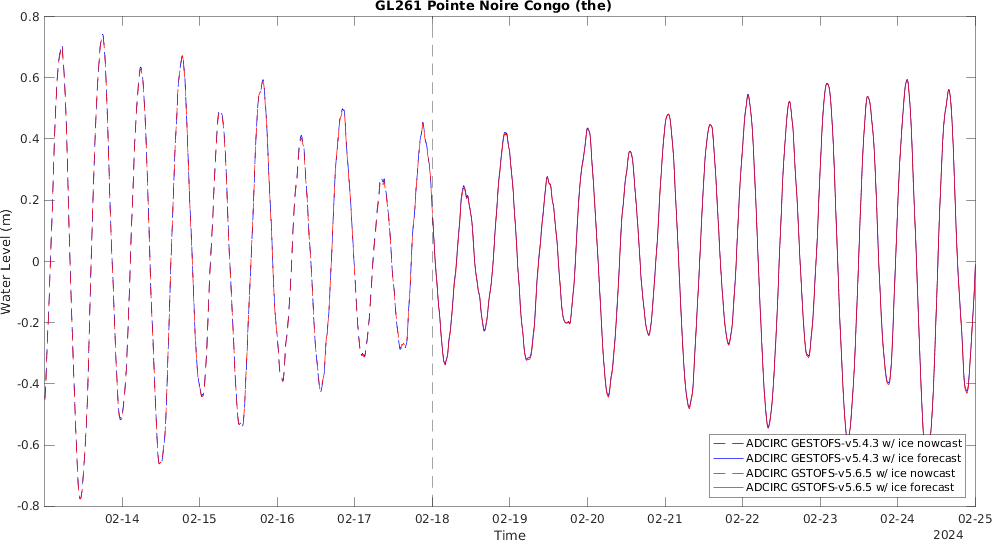 GL261 Pointe Noire Congo (the)
0.8
0.6
0.4
0.2
0
-0.2
-0.4
-0.6
-0.8
Water Level (m)
ADCIRC GESTOFS-v5.4.3 w/ ice nowcast
ADCIRC GESTOFS-v5.4.3 w/ ice forecast
ADCIRC GSTOFS-v5.6.5 w/ ice nowcast
ADCIRC GSTOFS-v5.6.5 w/ ice forecast
02-14 02-15 02-16 02-17 02-18 02-19 02-20 02-21 02-22 02-23 02-24 02-25
Time
2024